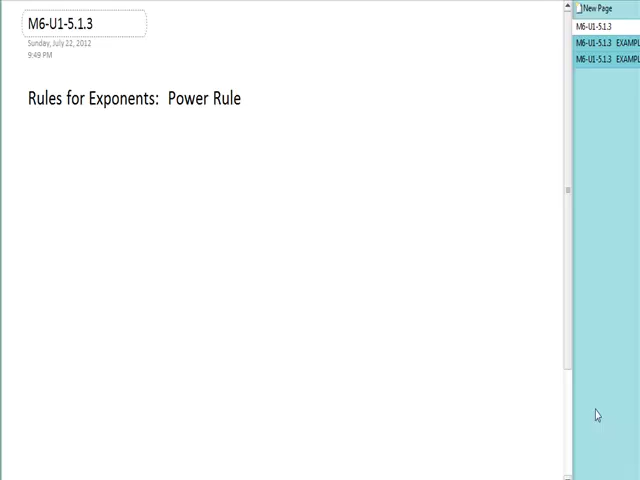 M6-U1-5.1.3
Sunday, July 22, 2012
9:49 PM
Rules for Exponents: Power Rule
New Page
M6-U1-5.1.3
M6-U1-5.1.3 EXAMPL
M6-U1-5.1.3 EXAMPL